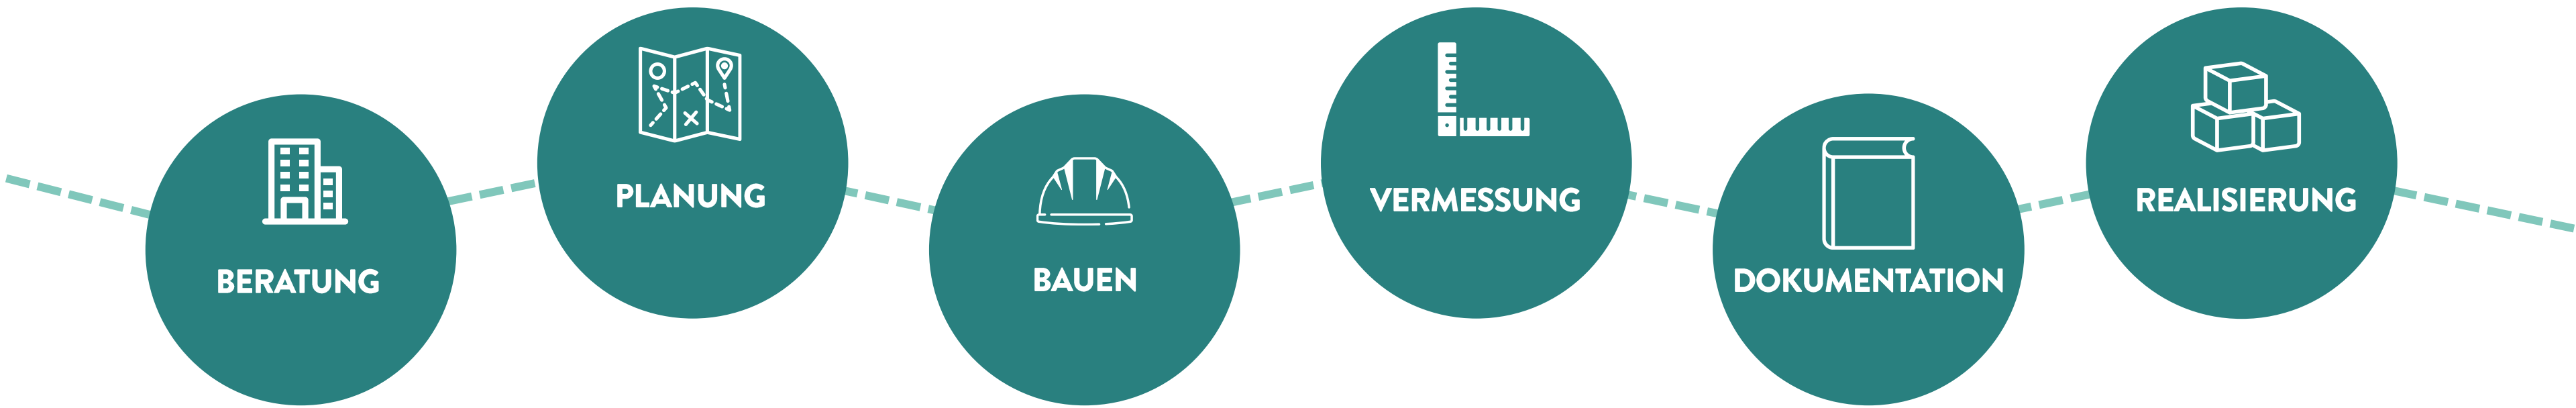 BERATUNG
PLANUNG
BAUEN
VERMESSUNG
DOKUMENTATION
REALISIERUNG